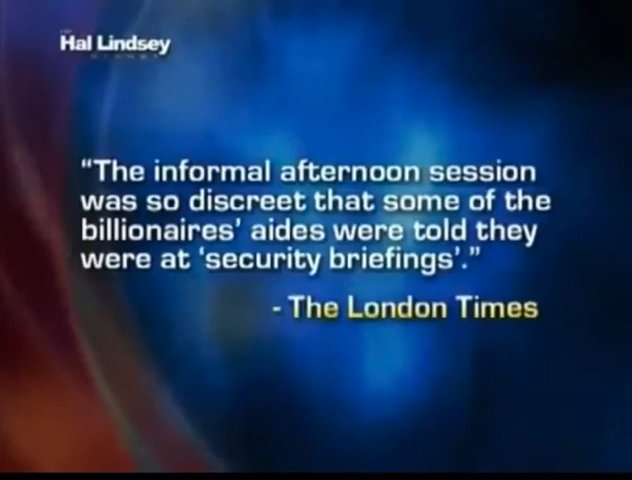 Hal Lindsey
“The informal afternoon session
was so discreet that some of the
billionaires’ aides were told they
were at ‘security briefings’.”
- The London Times